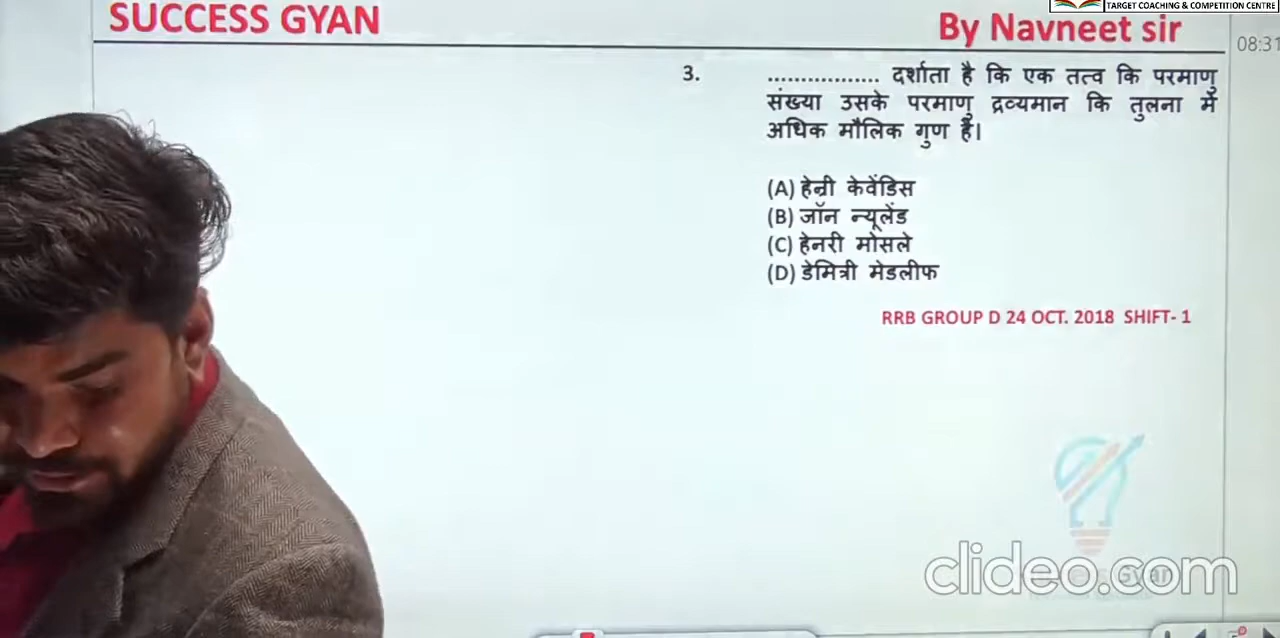 TARGET COACHING & COMPETITION CENTRE
SUCCESS GYAN
By Navneet sir
08:31
3. ................. दर्शाता है कि एक तत्व कि परमाणु
संख्या उसके परमाणु द्रव्यमान कि तुलना में
अधिक मौलिक गुण हैं।
(A) हेन्री केवेंडिस
(B) जॉन न्यूलेंड
(C) हेनरी मोसले
(D) डेमित्री मेडलीफ
RRB GROUP D 24 OCT. 2018 SHIFT- 1
clideo.com